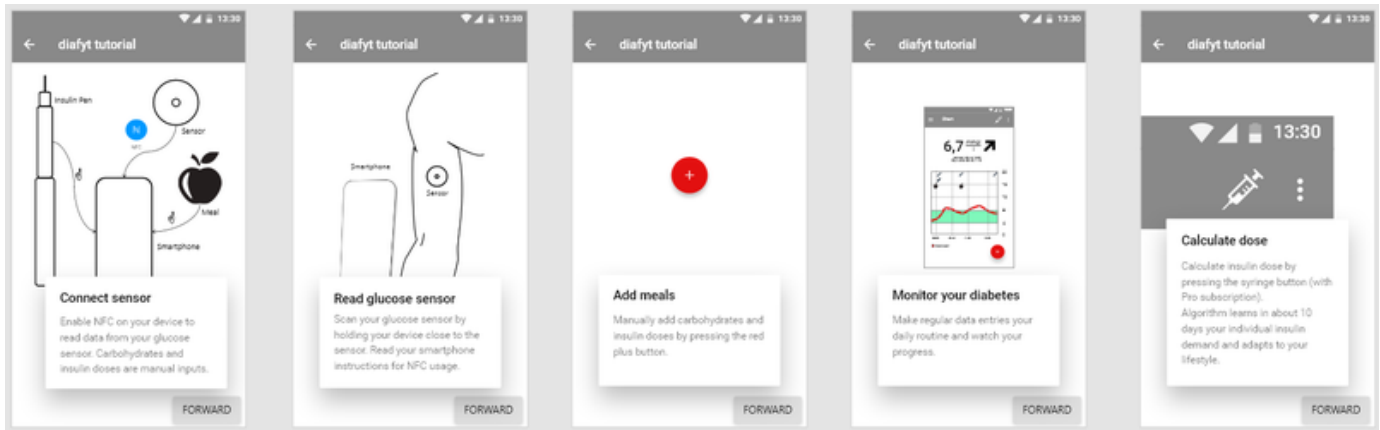 13:30
diafyt tutorial
Insulin Pen
Sensor
N
NFC
Meal
Smartphone
Connect sensor
Enable NFC on your device to
read data from your glucose
sensor. Carbohydrates and
insulin doses are manual inputs.
FORWARD
13:30
diafyt tutorial
Smartphone
Sensor
Read glucose sensor
Scan your glucose sensor by
holding your device close to the
sensor. Read your smartphone
instructions for NFC usage.
FORWARD
13:30
diafyt tutorial
+
Add meals
Manually add carbohydrates and
insulin doses by pressing the red
plus button.
FORWARD
13:30
diafyt tutorial
6,7
Monitor your diabetes
Make regular data entries your
daily routine and watch your
progress.
FORWARD
13:30
diafyt tutorial
13:30
Calculate dose
Calculate insulin dose by
pressing the syringe button (with
Pro subscription).
Algorithm learns in about 10
days your individual insulin
demand and adapts to your
lifestyle.
FORWARD